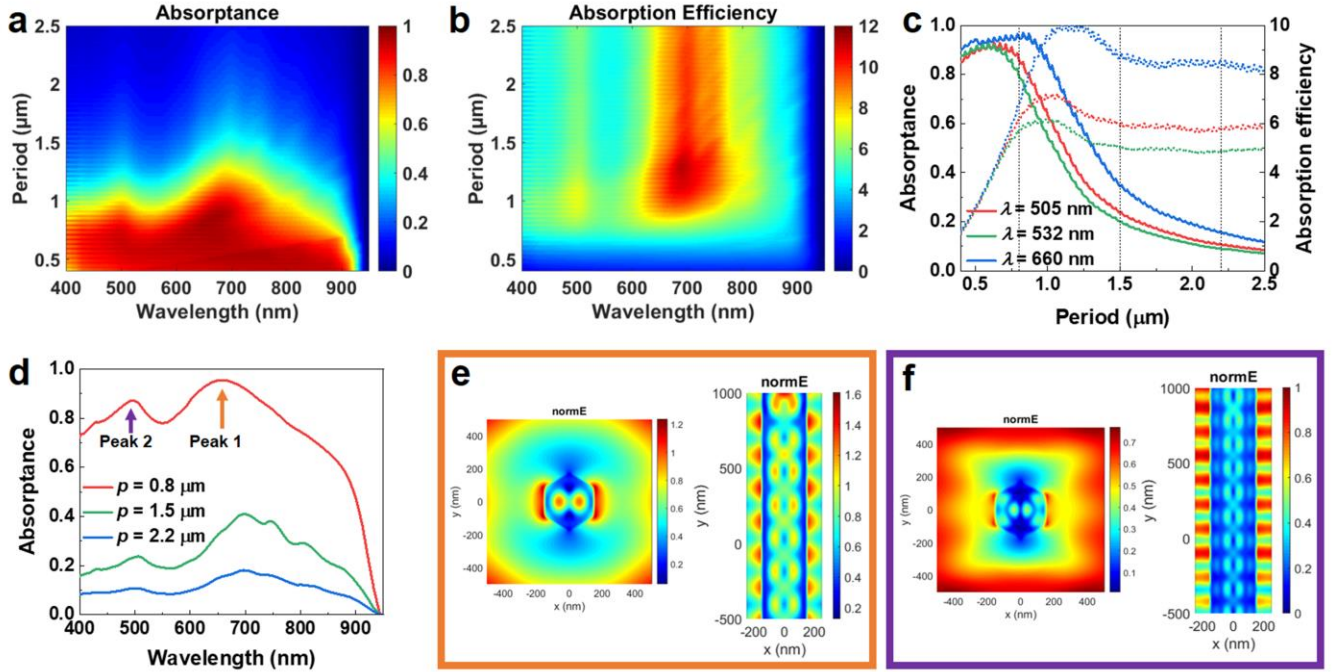 a
Absorptance
2.5
2
1.5
1
0.5
Period (μm)
400 500 600 700 800 900
Wavelength (nm)
1
0.8
0.6
0.4
0.2
0
b
Absorption Efficiency
2.5
2
1.5
1
0.5
Period (μm)
400 500 600 700 800 900
Wavelength (nm)
12
10
8
6
4
2
0
c
1.0
0.8
0.6
0.4
0.2
0.0
Absorptance
λ = 505 nm
λ = 532 nm
λ = 660 nm
0.5 1.0 1.5 2.0 2.5
Period (μm)
10
8
6
4
2
0
Absorption efficiency
d
1.0
0.8
0.6
0.4
0.2
0.0
Absorptance
Peak 2
Peak 1
p = 0.8 μm
p = 1.5 μm
p = 2.2 μm
400 500 600 700 800 900
Wavelength (nm)
e
normE
400
200
0
-200
-400
y (nm)
-400 -200 0 200 400
x (nm)
1.2
1
0.8
0.6
0.4
0.2
normE
1000
500
0
-500
y (nm)
-200 0 200
x (nm)
1.6
1.4
1.2
1
0.8
0.6
0.4
0.2
f
normE
400
200
0
-200
-400
y (nm)
-400 -200 0 200 400
x (nm)
0.7
0.6
0.5
0.4
0.3
0.2
0.1
normE
1000
500
0
-500
y (nm)
-200 0 200
x (nm)
1
0.8
0.6
0.4
0.2
0